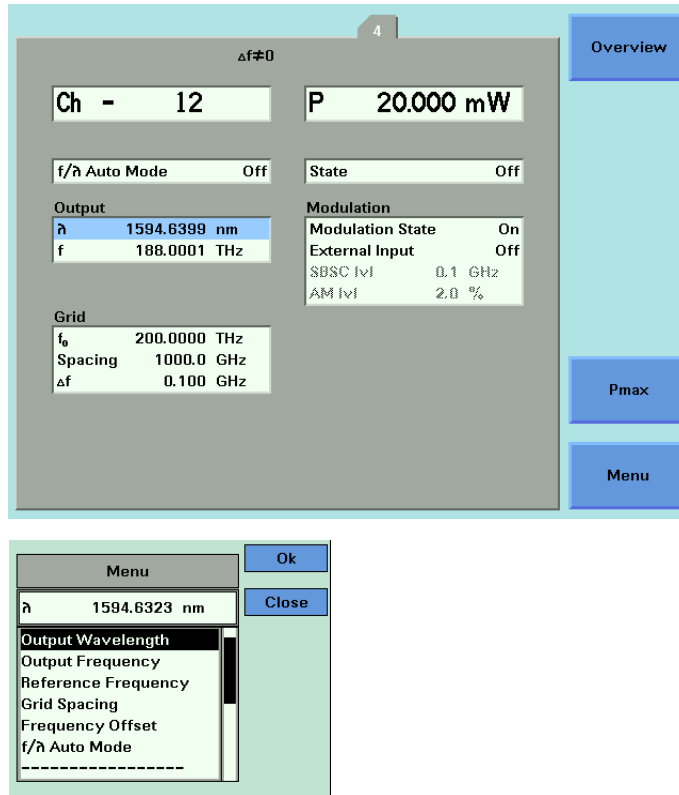 4
Δf≠0
Overview
Ch - 12
P 20.000 mW
f/λ Auto Mode Off
State Off
Output
λ 1594.6399 nm
f 188.0001 THz
Modulation
Modulation State On
External Input Off
SBSC lvl 0.1 GHz
AM lvl 2.0 %
Grid
f₀ 200.0000 THz
Spacing 1000.0 GHz
Δf 0.100 GHz
Pmax
Menu
Menu
Ok
λ 1594.6323 nm
Close
Output Wavelength
Output Frequency
Reference Frequency
Grid Spacing
Frequency Offset
f/λ Auto Mode
-----------------